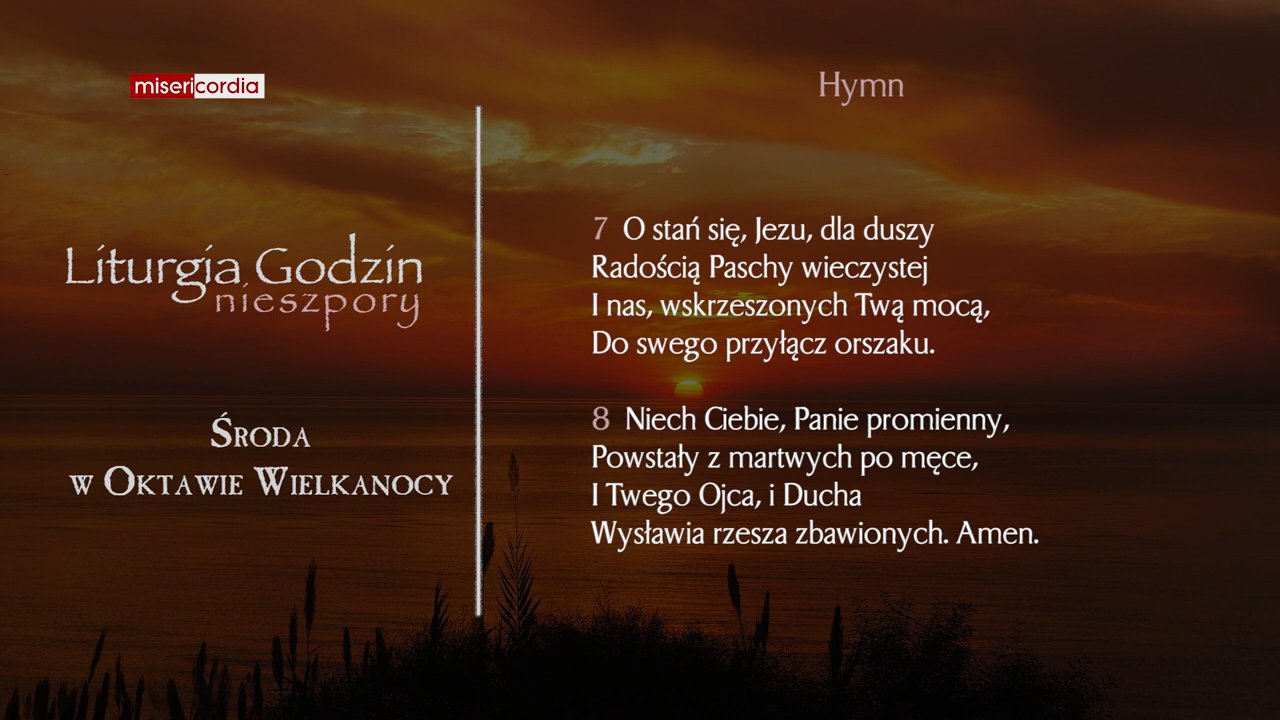 misericordia
Liturgia Godzin
nieszpory
Środa
w Oktawie Wielkanocy
Hymn
7 O stań się, Jezu, dla duszy
Radością Paschy wieczystej
I nas, wskrzeszonych Twą mocą,
Do swego przyłącz orszaku.
8 Niech Ciebie, Panie promienny,
Powstały z martwych po męce,
I Twego Ojca, i Ducha
Wysławia rzesza zbawionych. Amen.